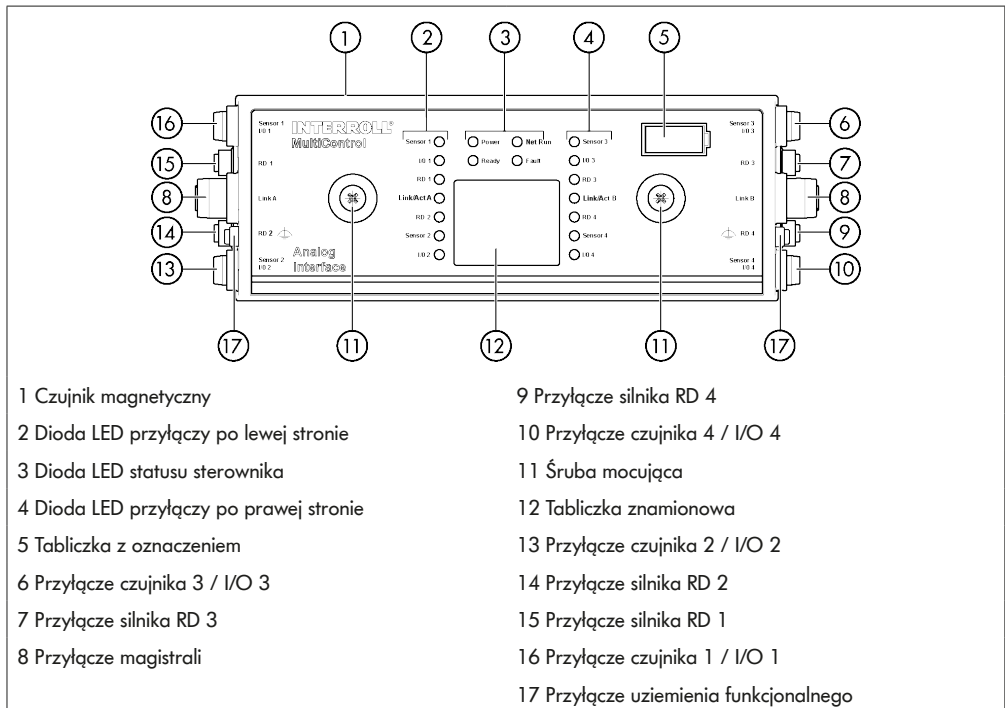 1 2 3 4 5
16 15 8 14 13
6 7 8 9 10
17 11 12 11 17
Sensor 1
I/O 1
RD 1
Link A
RD 2
Sensor 2
I/O 2
INTERROLL®
MultiControl
Analog
Interface
Sensor 1
I/O 1
RD 1
Link/Act A
RD 2
Sensor 2
I/O 2
Power Net Run
Ready Fault
Sensor 3
I/O 3
RD 3
Link/Act B
RD 4
Sensor 4
I/O 4
Sensor 3
I/O 3
RD 3
Link B
RD 4
Sensor 4
I/O 4
1 Czujnik magnetyczny
2 Dioda LED przyłączy po lewej stronie
3 Dioda LED statusu sterownika
4 Dioda LED przyłączy po prawej stronie
5 Tabliczka z oznaczeniem
6 Przyłącze czujnika 3 / I/O 3
7 Przyłącze silnika RD 3
8 Przyłącze magistrali
9 Przyłącze silnika RD 4
10 Przyłącze czujnika 4 / I/O 4
11 Śruba mocująca
12 Tabliczka znamionowa
13 Przyłącze czujnika 2 / I/O 2
14 Przyłącze silnika RD 2
15 Przyłącze silnika RD 1
16 Przyłącze czujnika 1 / I/O 1
17 Przyłącze uziemienia funkcjonalnego